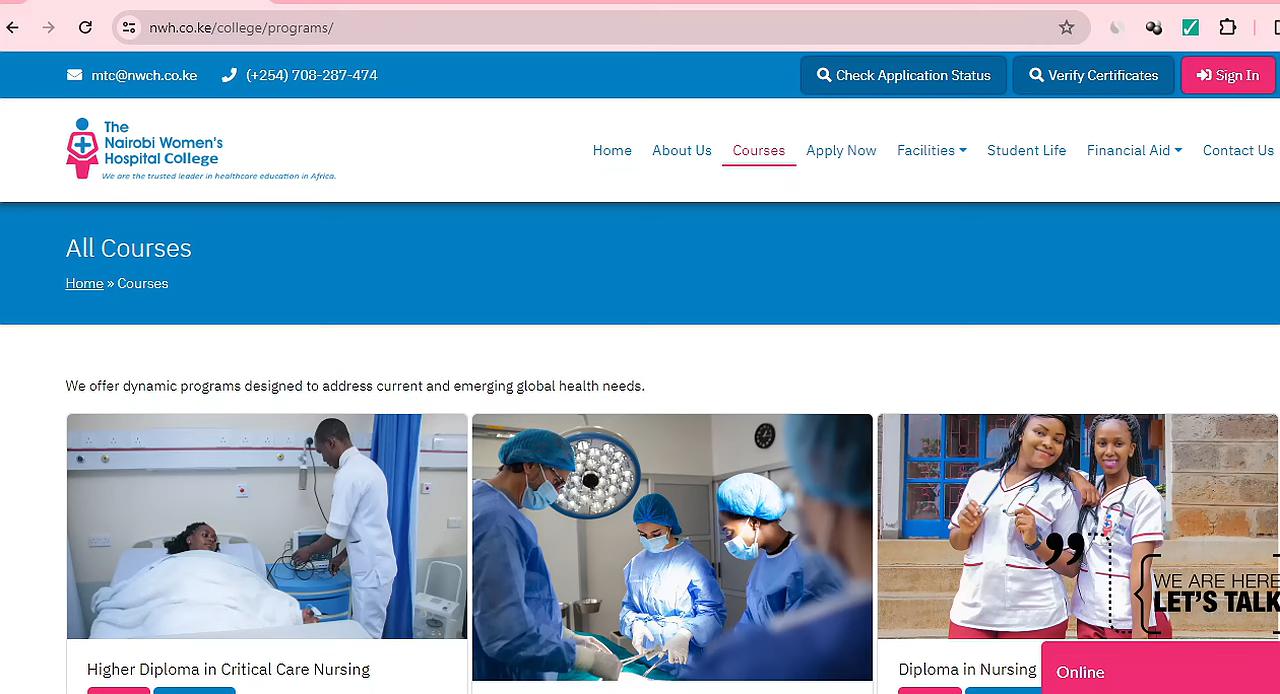 nwh.co.ke/college/programs/
mtc@nwch.co.ke (+254) 708-287-474 Check Application Status Verify Certificates Sign In
The
Nairobi Women's
Hospital College
We are the trusted leader in healthcare education in Africa.
Home About Us Courses Apply Now Facilities Student Life Financial Aid Contact Us
All Courses
Home » Courses
We offer dynamic programs designed to address current and emerging global health needs.
WE ARE HERE
LET'S TALK
Higher Diploma in Critical Care Nursing
Diploma in Nursing
Online